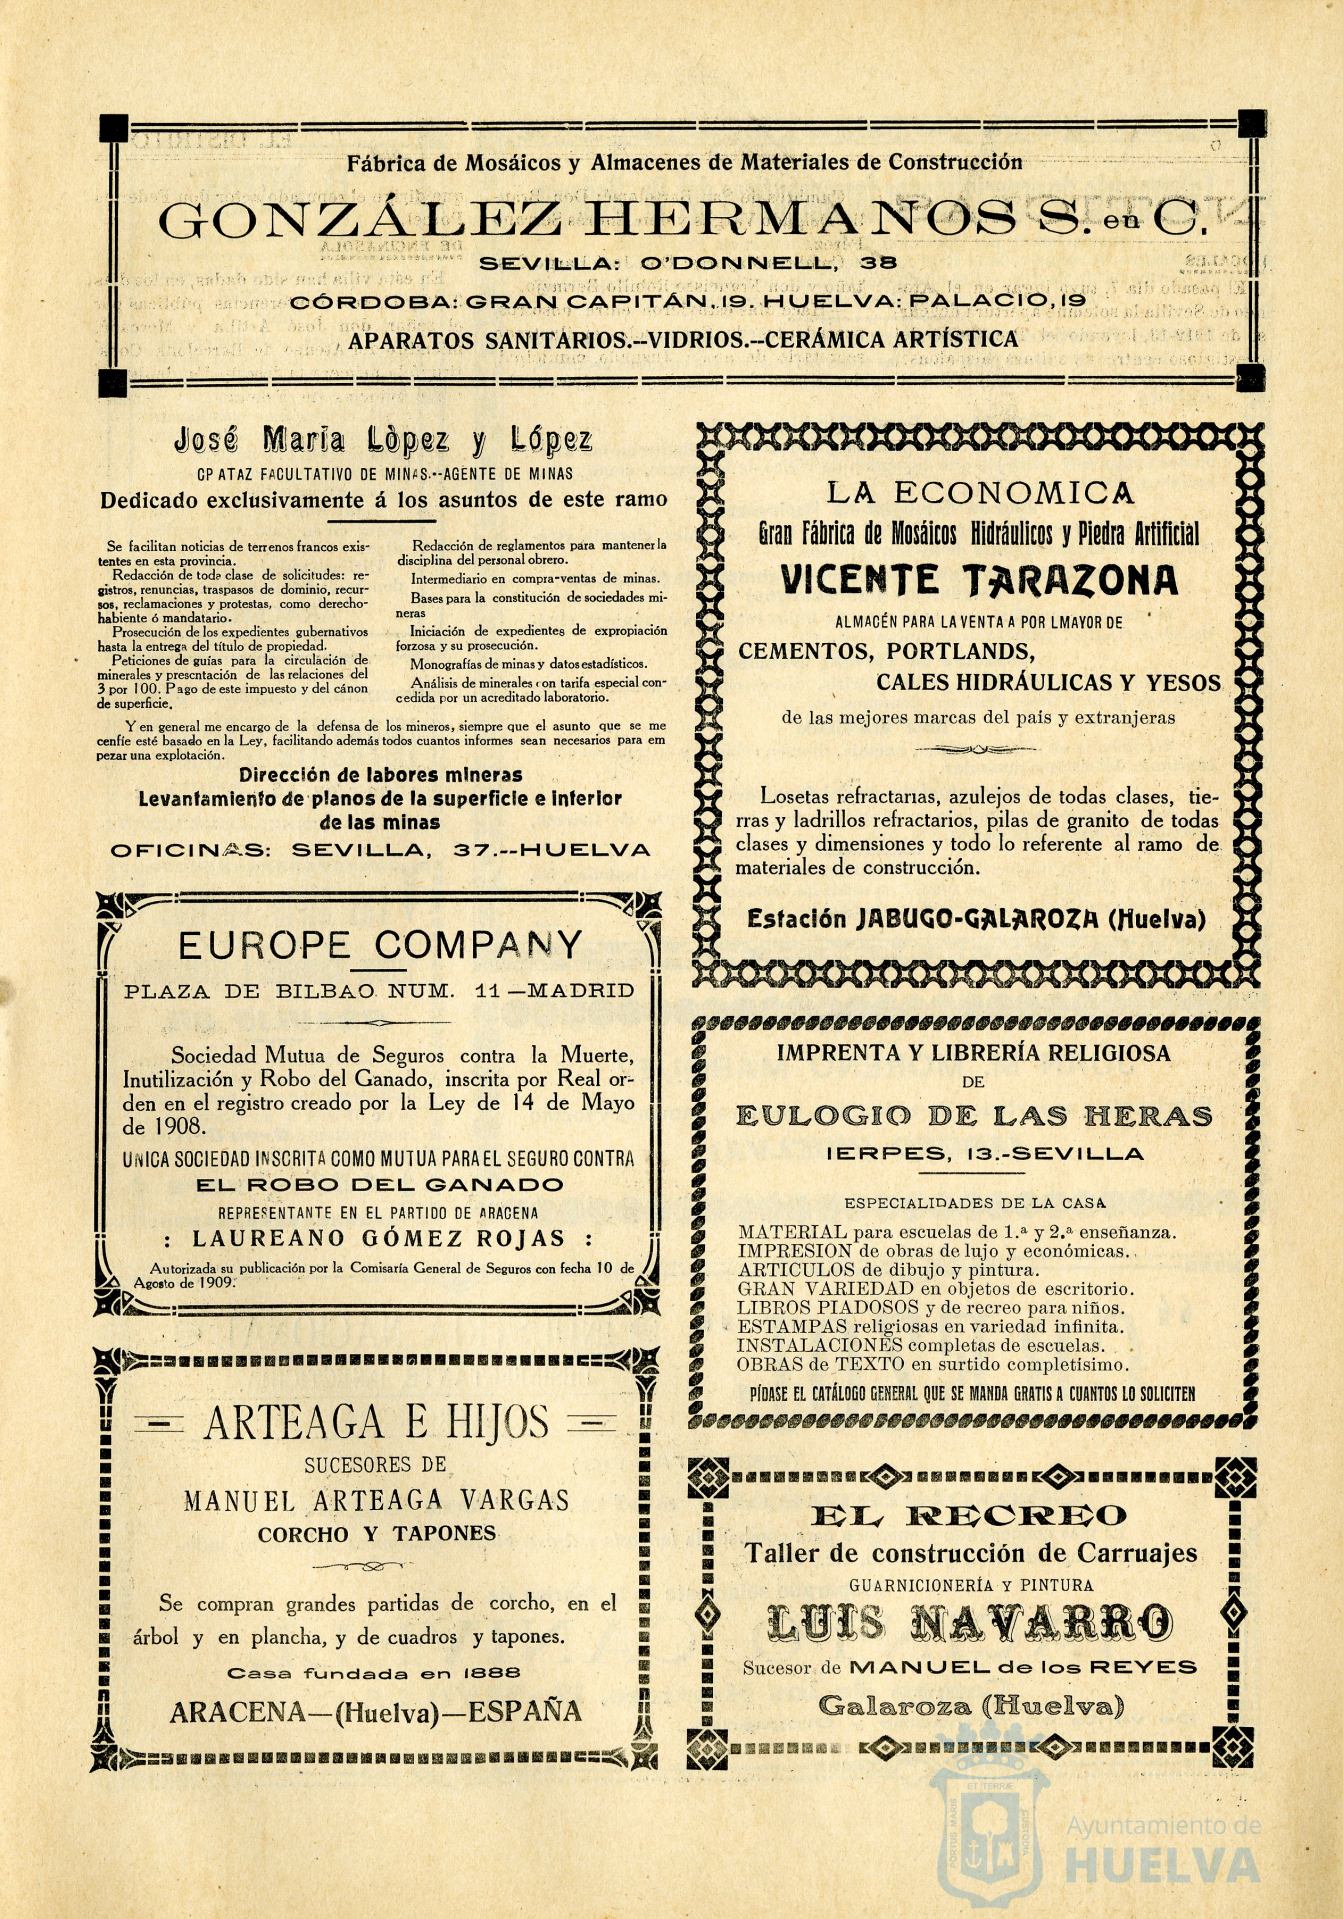 Fábrica de Mosáicos y Almacenes de Materiales de Construcción
GONZÁLEZ HERMANOS S. en C.
SEVILLA: O'DONNELL, 38
CÓRDOBA: GRAN CAPITÁN, 19. HUELVA: PALACIO, 19
APARATOS SANITARIOS.--VIDRIOS.--CERÁMICA ARTÍSTICA
José María Lòpez y López
CP ATAZ FACULTATIVO DE MINAS.--AGENTE DE MINAS
Dedicado exclusivamente á los asuntos de este ramo
Se facilitan noticias de terrenos francos exis-
tentes en esta provincia.
Redacción de toda clase de solicitudes: re-
gistros, renuncias, traspasos de dominio, recur-
sos, reclamaciones y protestas, como derecho-
habiente ó mandatario.
Prosecución de los expedientes gubernativos
hasta la entrega del título de propiedad.
Peticiones de guías para la circulación de
minerales y presentación de las relaciones del
3 por 100. Pago de este impuesto y del cánon
de superficie.
Redacción de reglamentos para mantener la
disciplina del personal obrero.
Intermediario en compra-ventas de minas.
Bases para la constitución de sociedades mi-
neras
Iniciación de expedientes de expropiación
forzosa y su prosecución.
Monografías de minas y datos estadísticos.
Análisis de minerales con tarifa especial con-
cedida por un acreditado laboratorio.
Y en general me encargo de la defensa de los mineros, siempre que el asunto que se me
cenfíe esté basado en la Ley, facilitando además todos cuantos informes sean necesarios para em
pezar una explotación.
Dirección de labores mineras
Levantamiento de planos de la superficie e interior
de las minas
OFICINAS: SEVILLA, 37.--HUELVA
LA ECONOMICA
Gran Fábrica de Mosáicos Hidráulicos y Piedra Artificial
VICENTE TARAZONA
ALMACÉN PARA LA VENTA A POR LMAYOR DE
CEMENTOS, PORTLANDS,
CALES HIDRÁULICAS Y YESOS
de las mejores marcas del país y extranjeras
Losetas refractarias, azulejos de todas clases, tie-
rras y ladrillos refractarios, pilas de granito de todas
clases y dimensiones y todo lo referente al ramo de
materiales de construcción.
Estación JABUGO-GALAROZA (Huelva)
EUROPE COMPANY
PLAZA DE BILBAO NUM. 11—MADRID
Sociedad Mutua de Seguros contra la Muerte,
Inutilización y Robo del Ganado, inscrita por Real or-
den en el registro creado por la Ley de 14 de Mayo
de 1908.
UNICA SOCIEDAD INSCRITA COMO MUTUA PARA EL SEGURO CONTRA
EL ROBO DEL GANADO
REPRESENTANTE EN EL PARTIDO DE ARACENA
: LAUREANO GÓMEZ ROJAS :
Autorizada su publicación por la Comisaría General de Seguros con fecha 10 de
Agosto de 1909.
IMPRENTA Y LIBRERÍA RELIGIOSA
DE
EULOGIO DE LAS HERAS
IERPES, 13.-SEVILLA
ESPECIALIDADES DE LA CASA
MATERIAL para escuelas de 1.ª y 2.ª enseñanza.
IMPRESION de obras de lujo y económicas.
ARTICULOS de dibujo y pintura.
GRAN VARIEDAD en objetos de escritorio.
LIBROS PIADOSOS y de recreo para niños.
ESTAMPAS religiosas en variedad infinita.
INSTALACIONES completas de escuelas.
OBRAS de TEXTO en surtido completísimo.
PÍDASE EL CATÁLOGO GENERAL QUE SE MANDA GRATIS A CUANTOS LO SOLICITEN
ARTEAGA E HIJOS
SUCESORES DE
MANUEL ARTEAGA VARGAS
CORCHO Y TAPONES
Se compran grandes partidas de corcho, en el
árbol y en plancha, y de cuadros y tapones.
Casa fundada en 1888
ARACENA—(Huelva)—ESPAÑA
EL RECREO
Taller de construcción de Carruajes
GUARNICIONERÍA Y PINTURA
LUIS NAVARRO
Sucesor de MANUEL de los REYES
Galaroza (Huelva)
PORTUS MARIS
ET TERRÆ
CUSTODIA
Ayuntamiento de
HUELVA